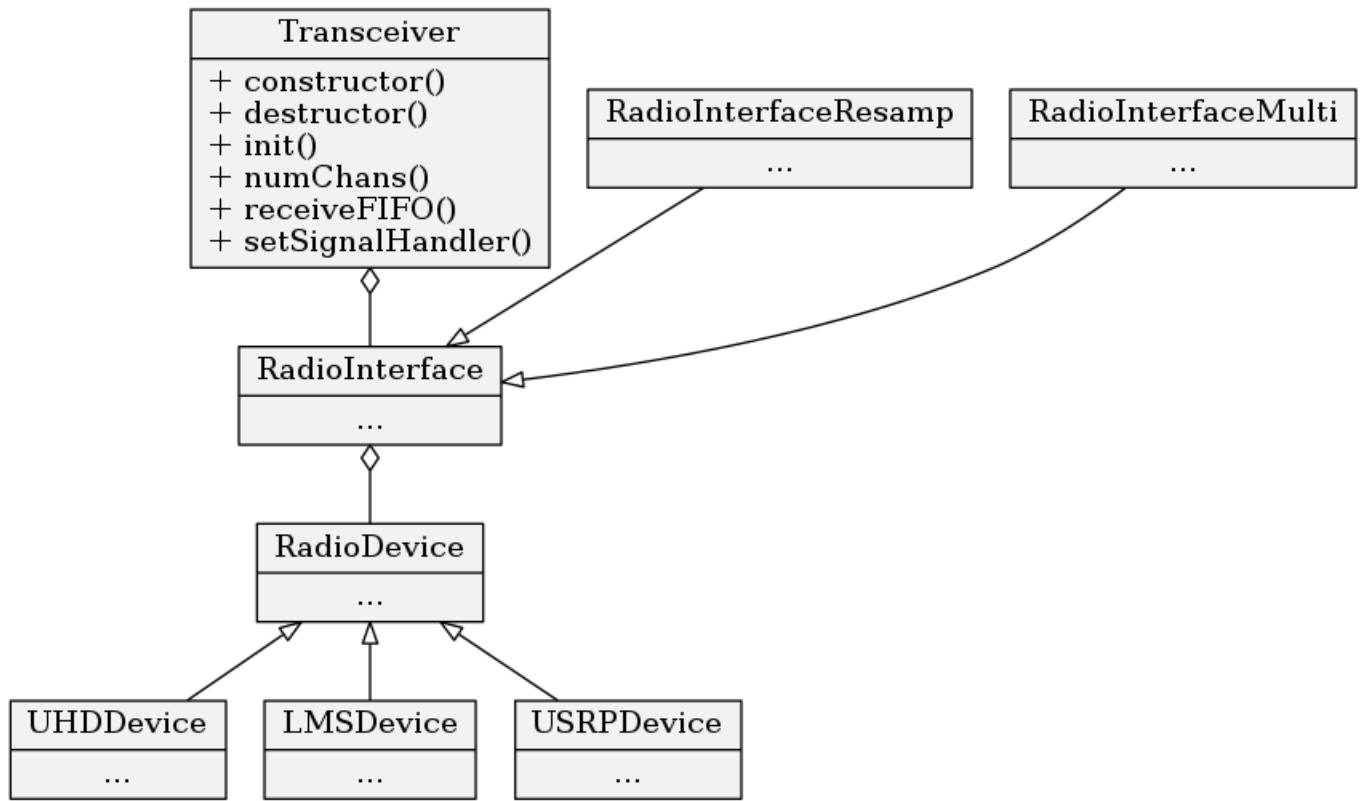 Transceiver
+ constructor()
+ destructor()
+ init()
+ numChans()
+ receiveFIFO()
+ setSignalHandler()
RadioInterfaceResamp
...
RadioInterfaceMulti
...
RadioInterface
...
RadioDevice
...
UHDDevice
...
LMSDevice
...
USRPDevice
...